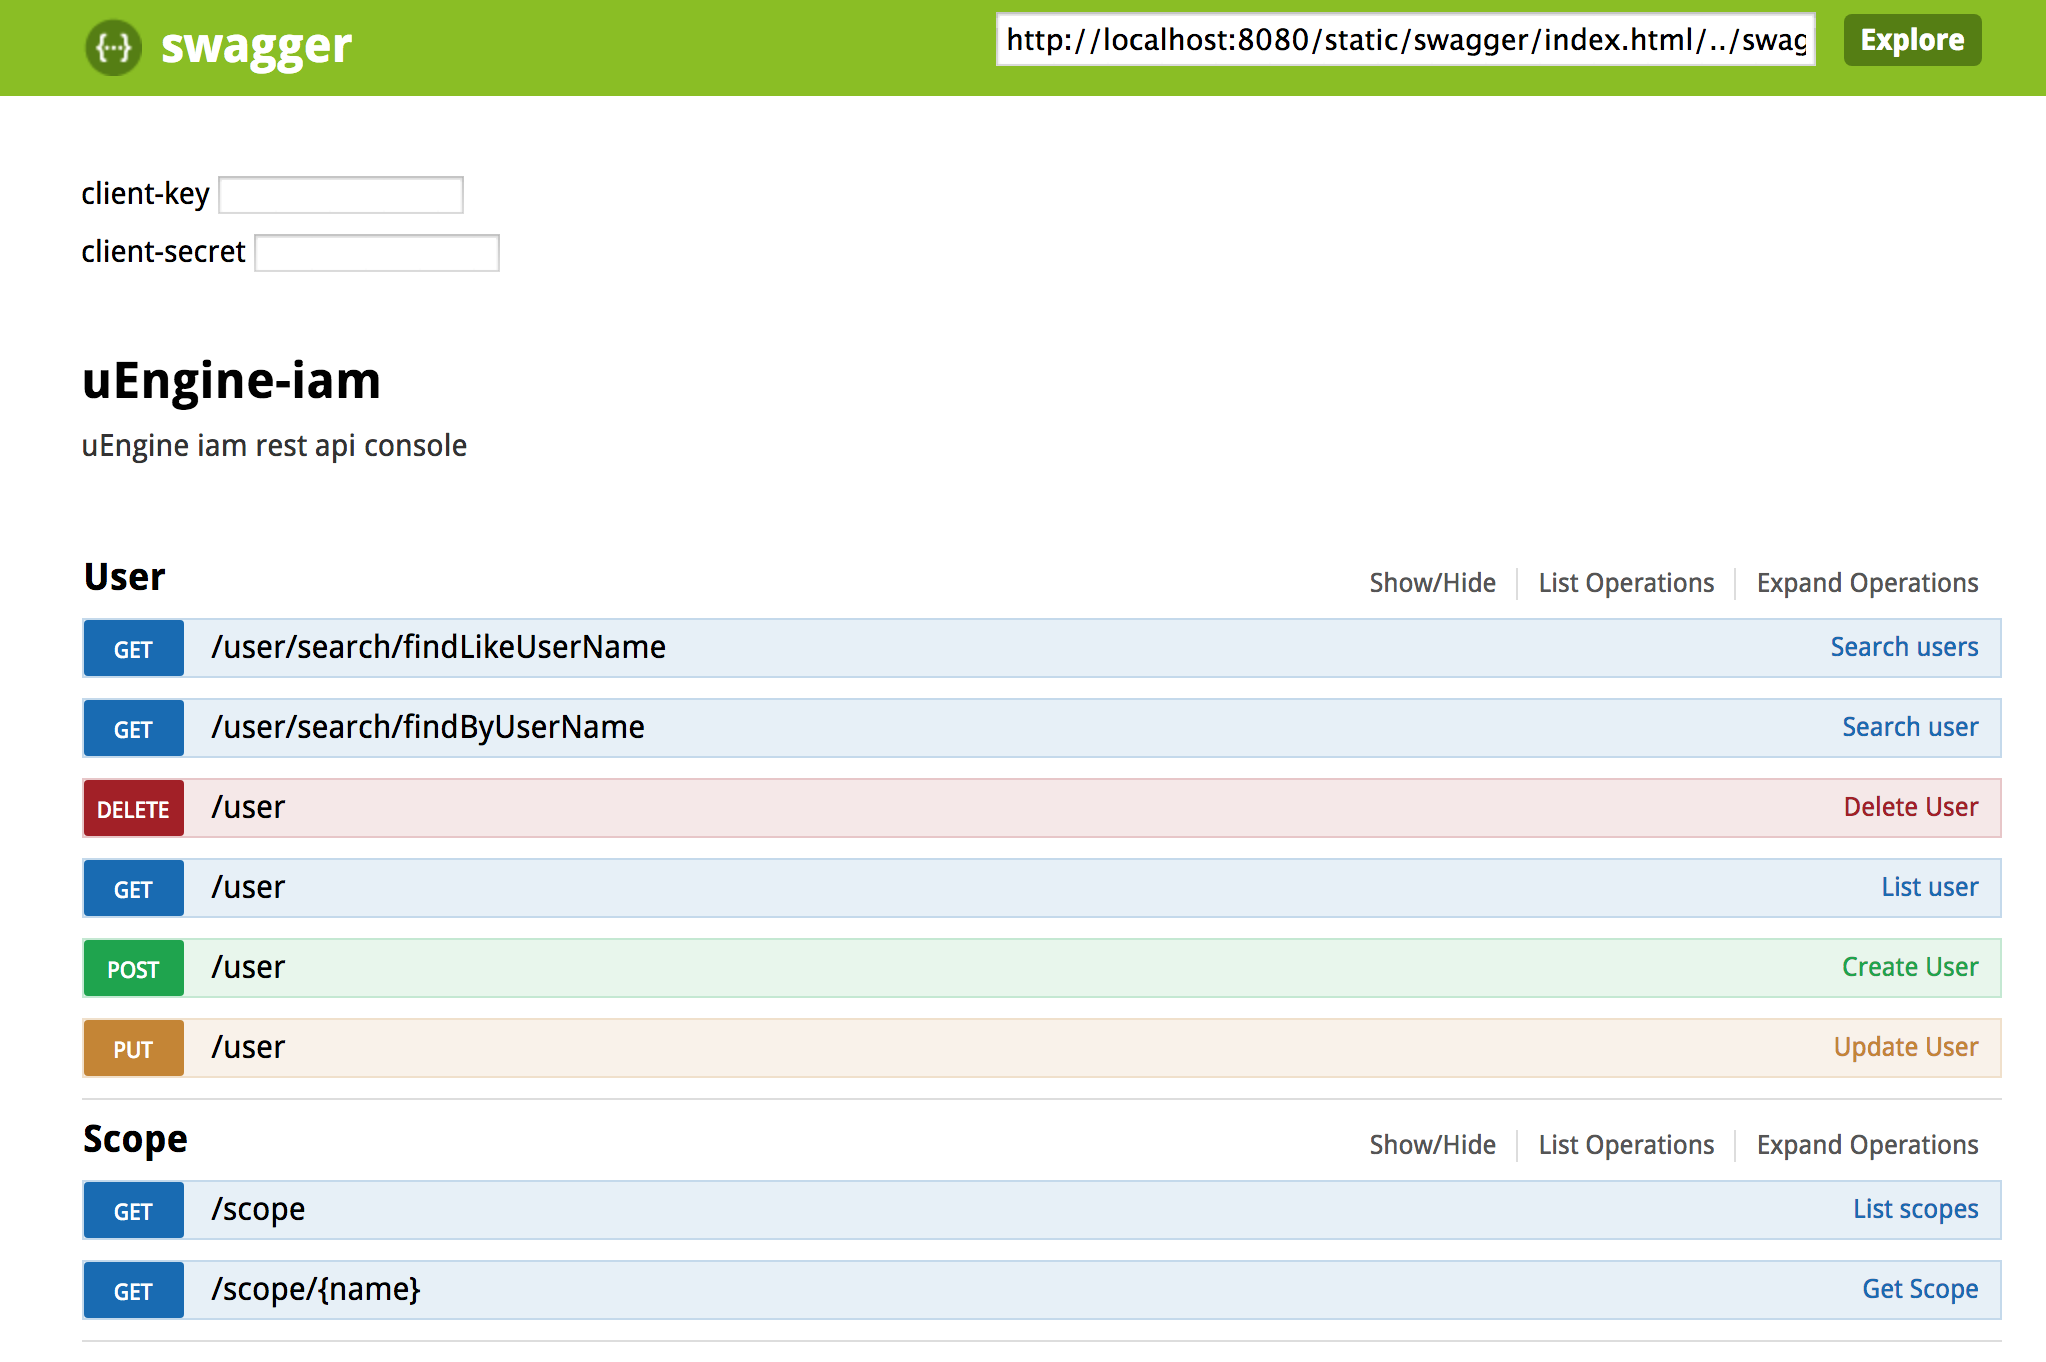 {···} swagger http://localhost:8080/static/swagger/index.html/../swag Explore
client-key
client-secret
uEngine-iam
uEngine iam rest api console
User Show/Hide List Operations Expand Operations
GET /user/search/findLikeUserName Search users
GET /user/search/findByUserName Search user
DELETE /user Delete User
GET /user List user
POST /user Create User
PUT /user Update User
Scope Show/Hide List Operations Expand Operations
GET /scope List scopes
GET /scope/{name} Get Scope